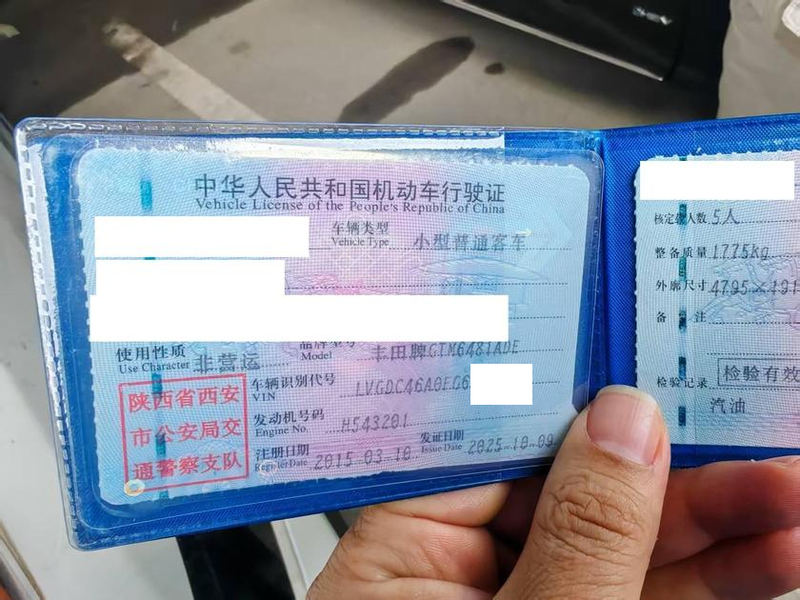 中华人民共和国机动车行驶证
Vehicle License of the People's Republic of China
车辆类型
Vehicle Type
小型普通客车
使用性质
Use Character
非营运
品牌型号
Model
丰田牌GTM6481ADE
陕西省西安
市公安局交
通警察支队
车辆识别代号
VIN
LVGDC46A0FG6
发动机号码
Engine No.
H543201
注册日期
Register Date
2015-03-10
发证日期
Issue Date
2025-10-09
核定载人数 5人
整备质量 1775kg
外廓尺寸 4795×191
备 注
检验记录
检验有效
汽油